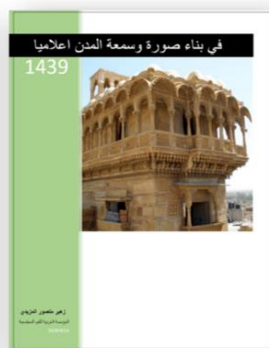 في بناء صورة وسمعة المدن اعلاميا
1439
زهير منصور المزيدي